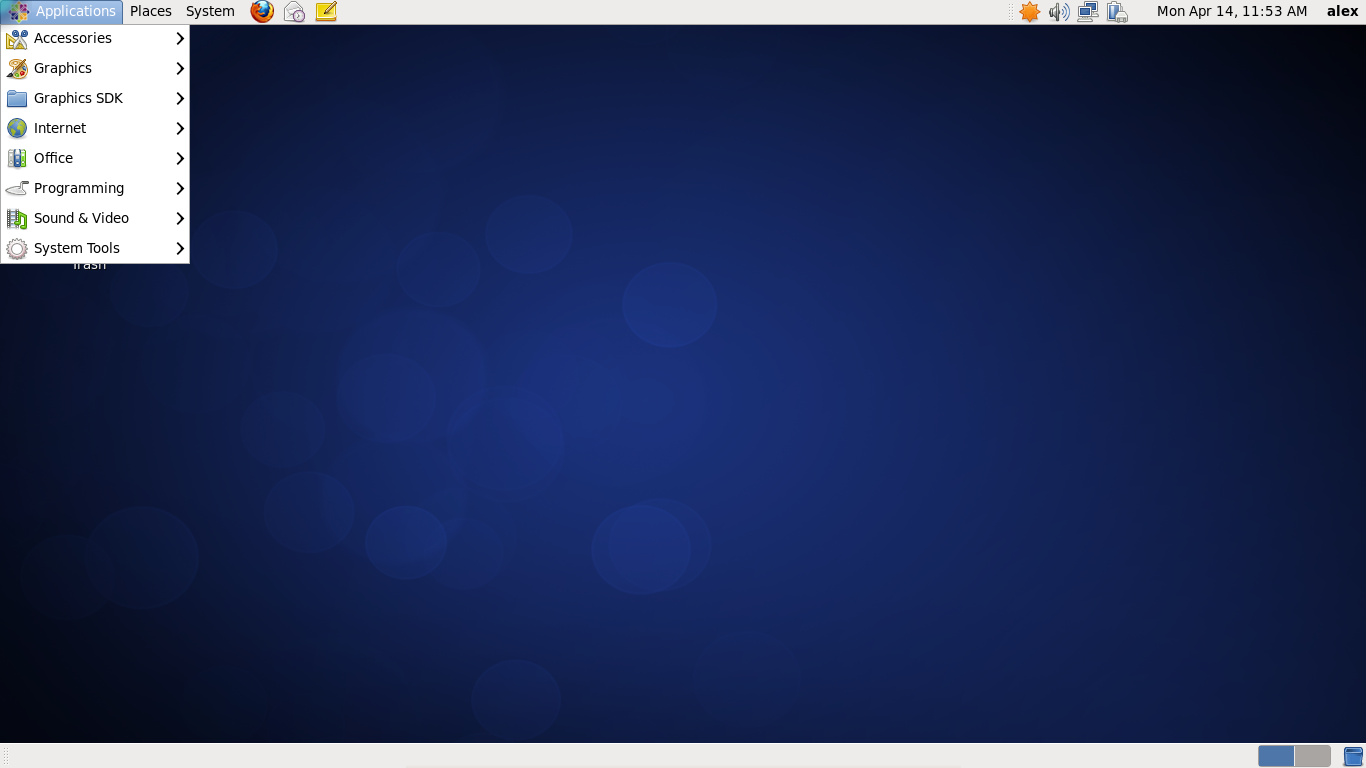 Applications Places System Mon Apr 14, 11:53 AM alex
Accessories
Graphics
Graphics SDK
Internet
Office
Programming
Sound & Video
System Tools
Trash